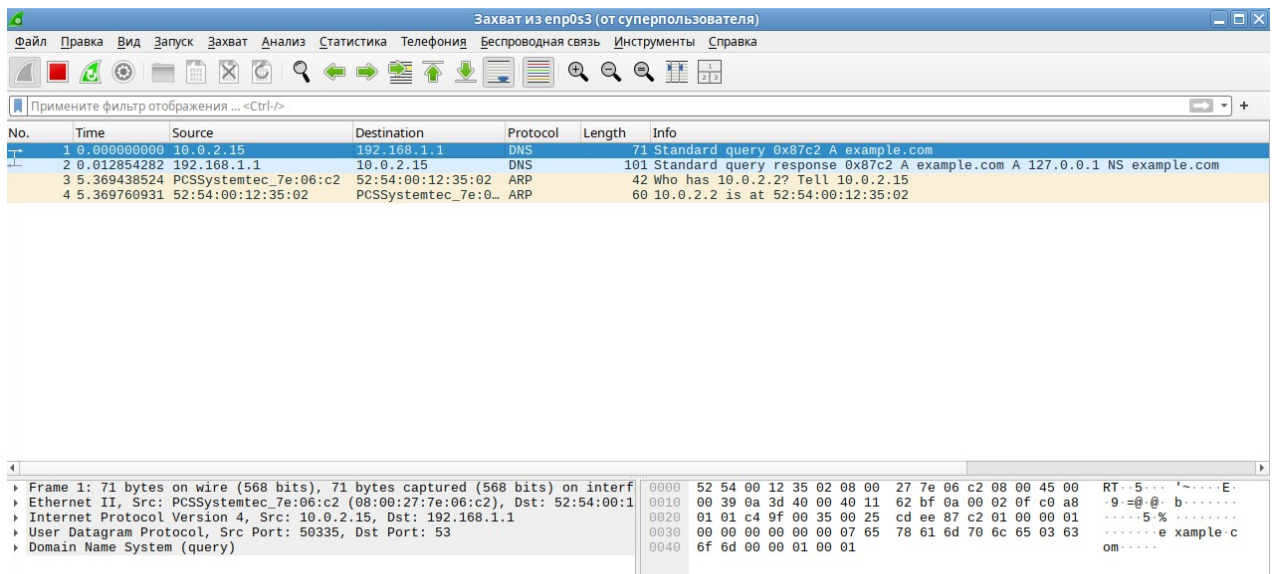 Захват из enp0s3 (от суперпользователя)
Файл Правка Вид Запуск Захват Анализ Статистика Телефония Беспроводная связь Инструменты Справка
Примените фильтр отображения ... <Ctrl-/>
No. Time Source Destination Protocol Length Info
1 0.000000000 10.0.2.15 192.168.1.1 DNS 71 Standard query 0x87c2 A example.com
2 0.012854282 192.168.1.1 10.0.2.15 DNS 101 Standard query response 0x87c2 A example.com A 127.0.0.1 NS example.com
3 5.369438524 PCSSystemtec_7e:06:c2 52:54:00:12:35:02 ARP 42 Who has 10.0.2.2? Tell 10.0.2.15
4 5.369760931 52:54:00:12:35:02 PCSSystemtec_7e:0… ARP 60 10.0.2.2 is at 52:54:00:12:35:02
Frame 1: 71 bytes on wire (568 bits), 71 bytes captured (568 bits) on interf
Ethernet II, Src: PCSSystemtec_7e:06:c2 (08:00:27:7e:06:c2), Dst: 52:54:00:1
Internet Protocol Version 4, Src: 10.0.2.15, Dst: 192.168.1.1
User Datagram Protocol, Src Port: 50335, Dst Port: 53
Domain Name System (query)
0000 52 54 00 12 35 02 08 00 27 7e 06 c2 08 00 45 00 RT··5··· '~····E·
0010 00 39 0a 3d 40 00 40 11 62 bf 0a 00 02 0f c0 a8 ·9·=@·@· b·······
0020 01 01 c4 9f 00 35 00 25 cd ee 87 c2 01 00 00 01 ·····5·% ········
0030 00 00 00 00 00 00 07 65 78 61 6d 70 6c 65 03 63 ·······e xample·c
0040 6f 6d 00 00 01 00 01 om·····